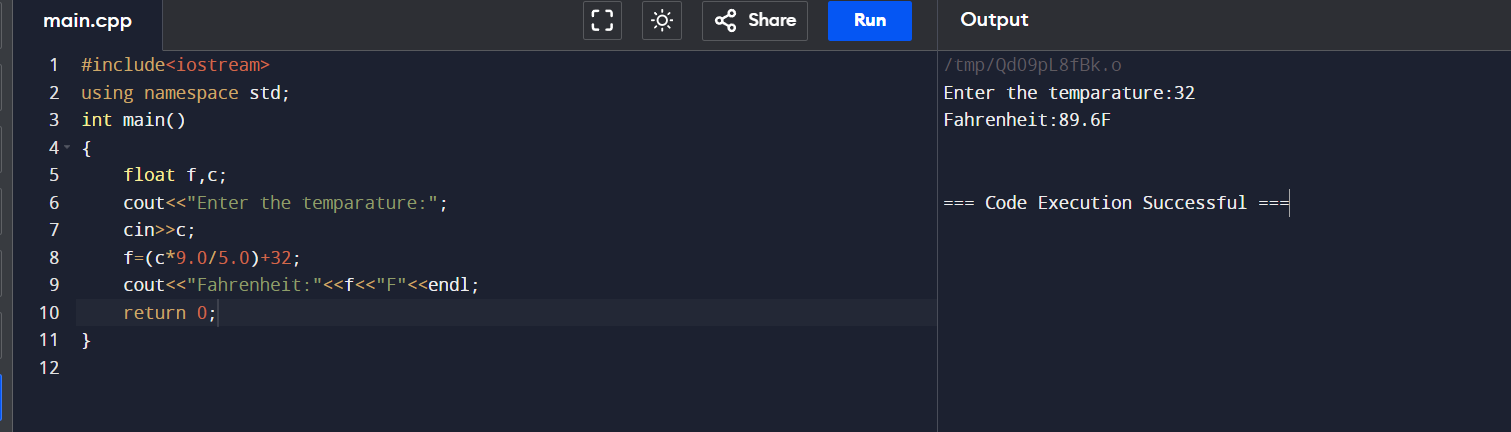 main.cpp
Share
Run
Output
1 #include<iostream>
2 using namespace std;
3 int main()
4 {
5     float f,c;
6     cout<<"Enter the temparature:";
7     cin>>c;
8     f=(c*9.0/5.0)+32;
9     cout<<"Fahrenheit:"<<f<<"F"<<endl;
10     return 0;
11 }
12
/tmp/QdO9pL8fBk.o
Enter the temparature:32
Fahrenheit:89.6F
=== Code Execution Successful ===